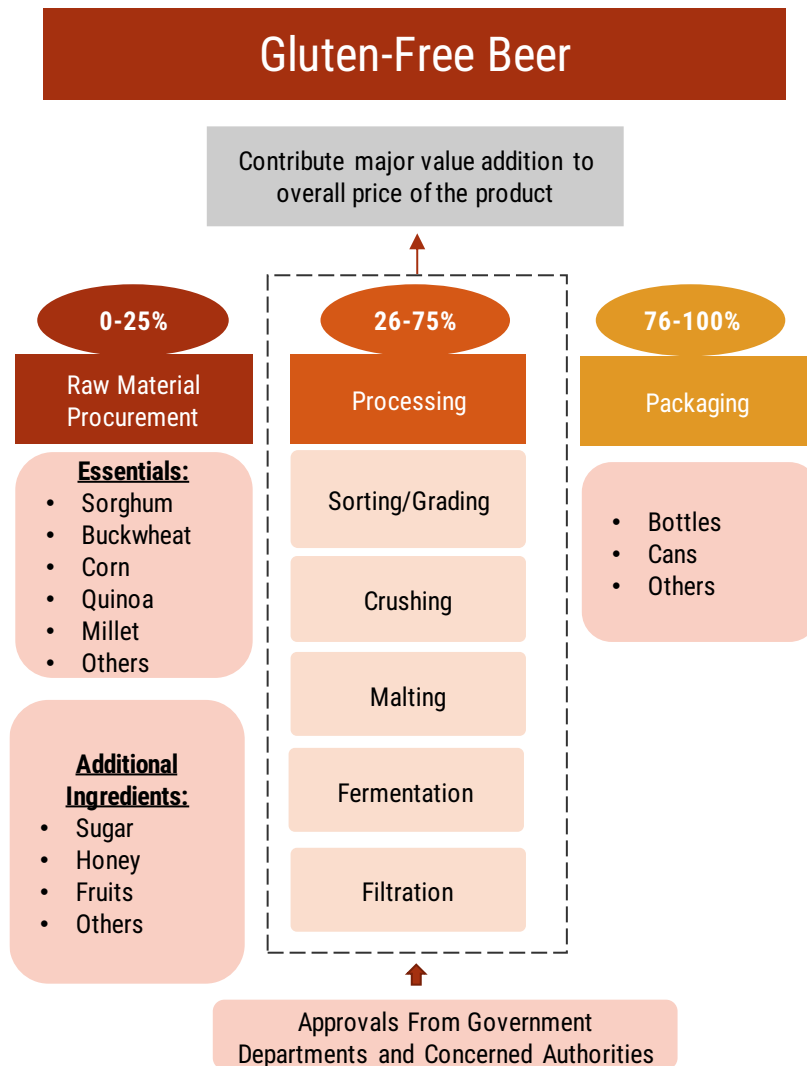 Gluten-Free Beer
Contribute major value addition to
overall price of the product
0-25%
Raw Material
Procurement
Essentials:
• Sorghum
• Buckwheat
• Corn
• Quinoa
• Millet
• Others
Additional
Ingredients:
• Sugar
• Honey
• Fruits
• Others
26-75%
Processing
Sorting/Grading
Crushing
Malting
Fermentation
Filtration
76-100%
Packaging
• Bottles
• Cans
• Others
Approvals From Government
Departments and Concerned Authorities